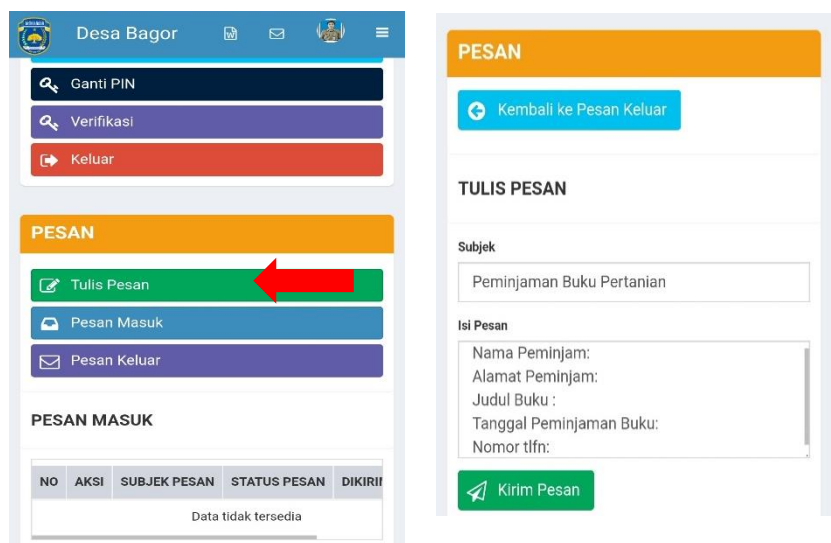 Desa Bagor
Ganti PIN
Verifikasi
Keluar
PESAN
Tulis Pesan
Pesan Masuk
Pesan Keluar
PESAN MASUK
NO AKSI SUBJEK PESAN STATUS PESAN DIKIRIM
Data tidak tersedia
PESAN
Kembali ke Pesan Keluar
TULIS PESAN
Subjek
Peminjaman Buku Pertanian
Isi Pesan
Nama Peminjam:
Alamat Peminjam:
Judul Buku :
Tanggal Peminjaman Buku:
Nomor tlfn:
Kirim Pesan